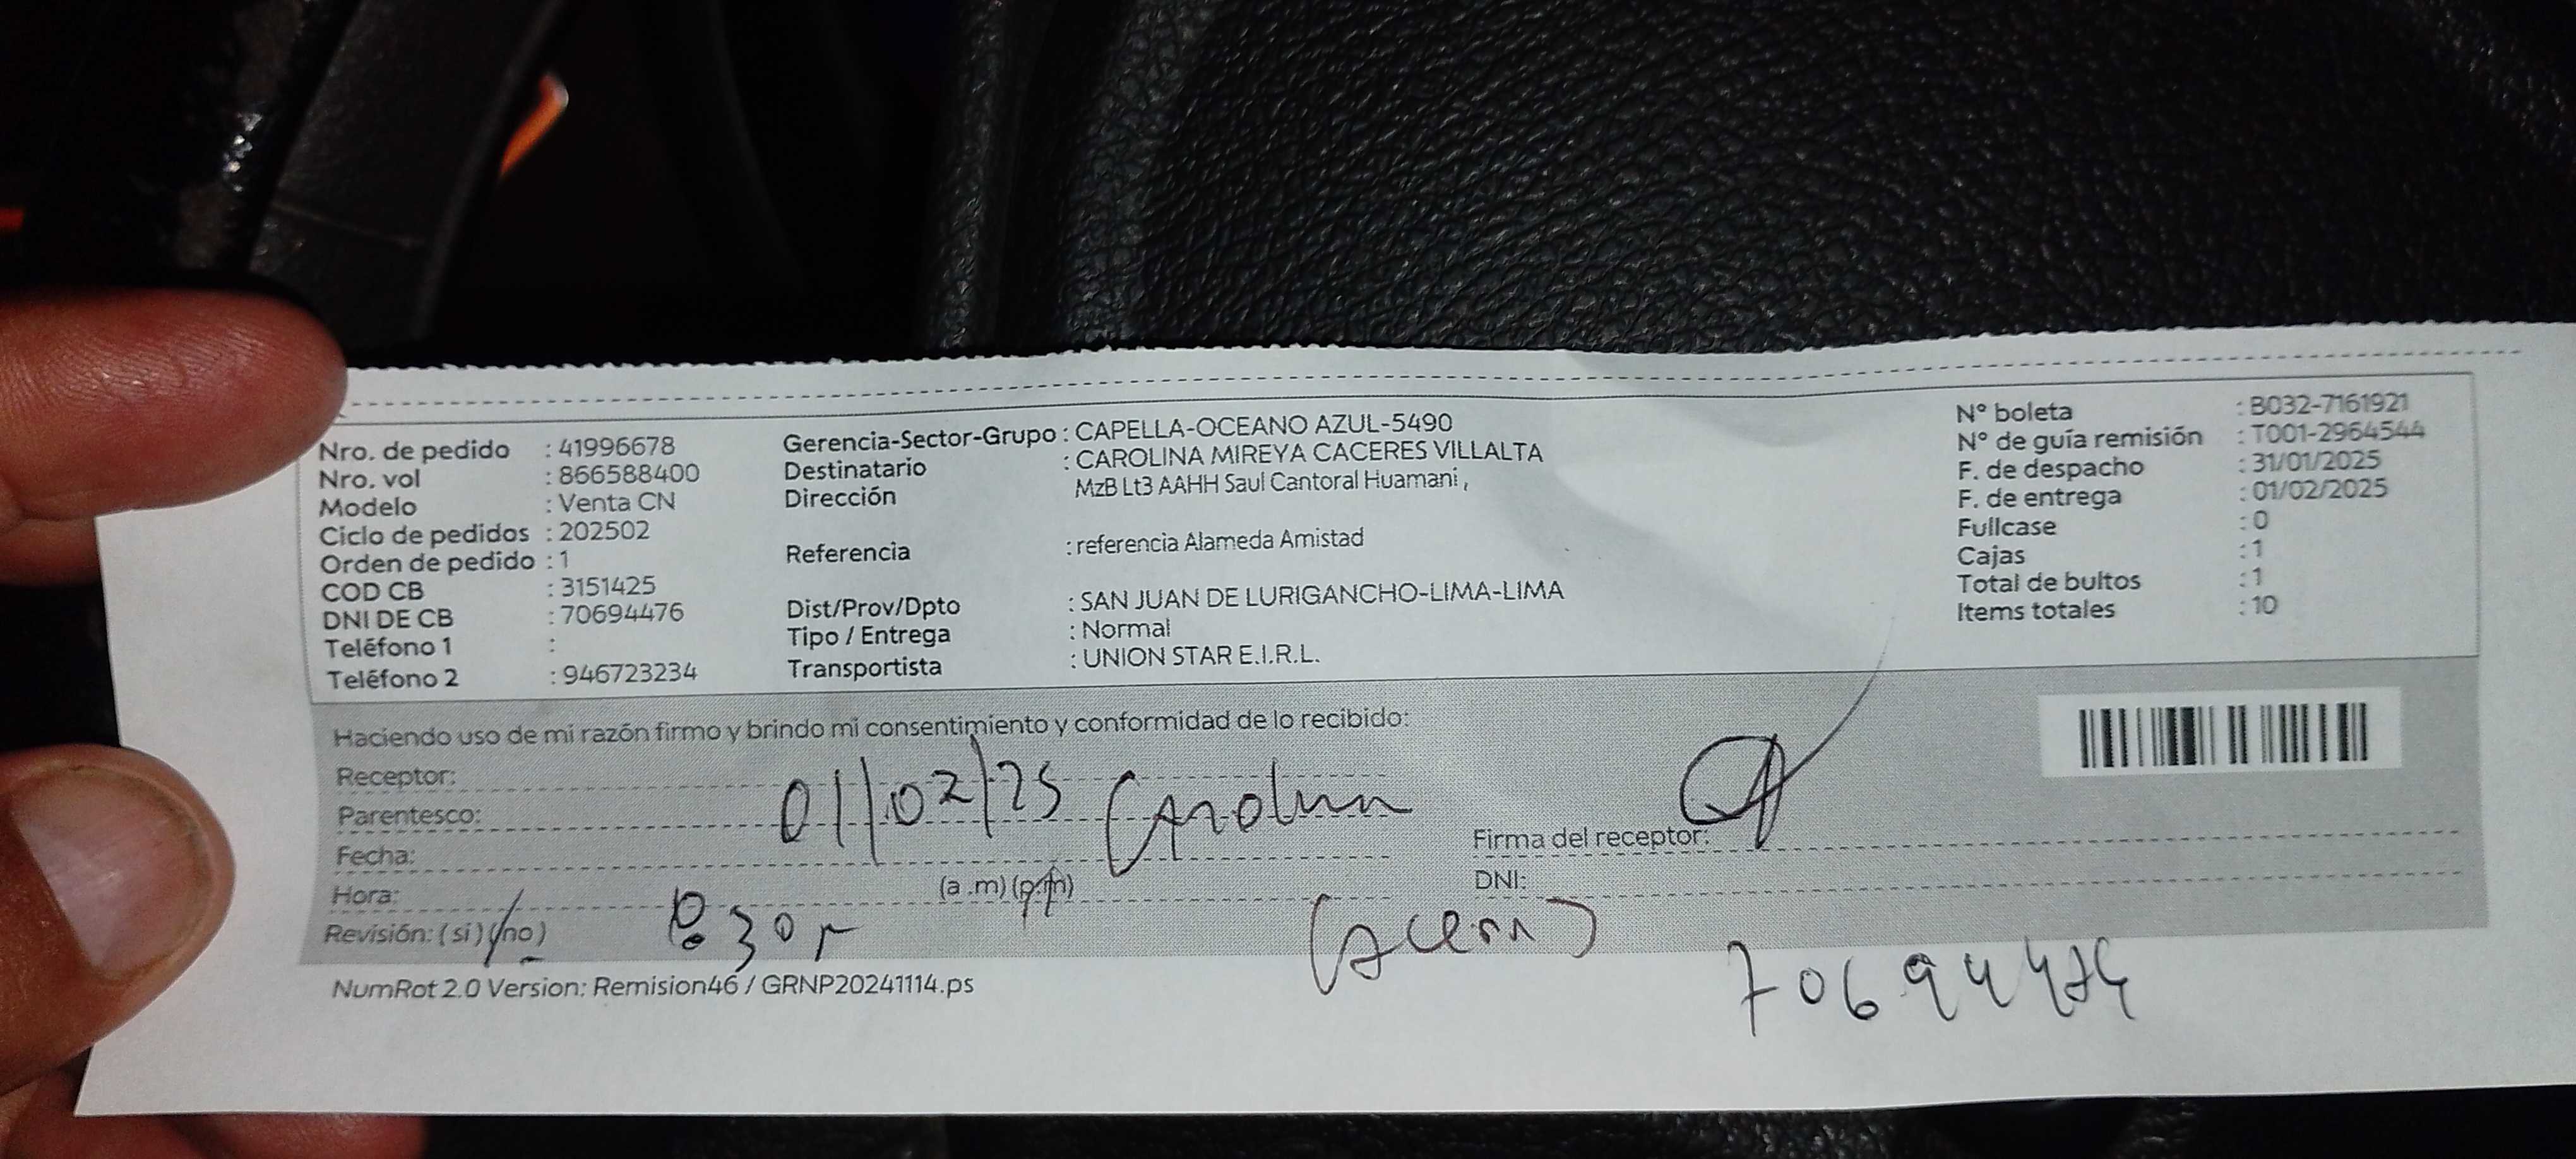 Nro. de pedido : 41996678
Nro. vol : 866588400
Modelo : Venta CN
Ciclo de pedidos : 202502
Orden de pedido : 1
COD CB : 3151425
DNI DE CB : 70694476
Teléfono 1 :
Teléfono 2 : 946723234
Gerencia-Sector-Grupo : CAPELLA-OCEANO AZUL-5490
Destinatario : CAROLINA MIREYA CACERES VILLALTA
Dirección MzB Lt3 AAHH Saul Cantoral Huamani ,
Referencia : referencia Alameda Amistad
Dist/Prov/Dpto : SAN JUAN DE LURIGANCHO-LIMA-LIMA
Tipo / Entrega : Normal
Transportista : UNION STAR E.I.R.L.
N° boleta : B032-7161921
N° de guía remisión : T001-2964544
F. de despacho : 31/01/2025
F. de entrega : 01/02/2025
Fullcase : 0
Cajas : 1
Total de bultos : 1
Items totales : 10
Haciendo uso de mi razón firmo y brindo mi consentimiento y conformidad de lo recibido:
Receptor:
Parentesco: 01/02/25 Carolina
Fecha:
Hora: (a .m) (p.m)
Revisión: ( si ) ( no ) 8:30
Firma del receptor:
DNI:
NumRot 2.0 Version: Remision46 / GRNP20241114.ps